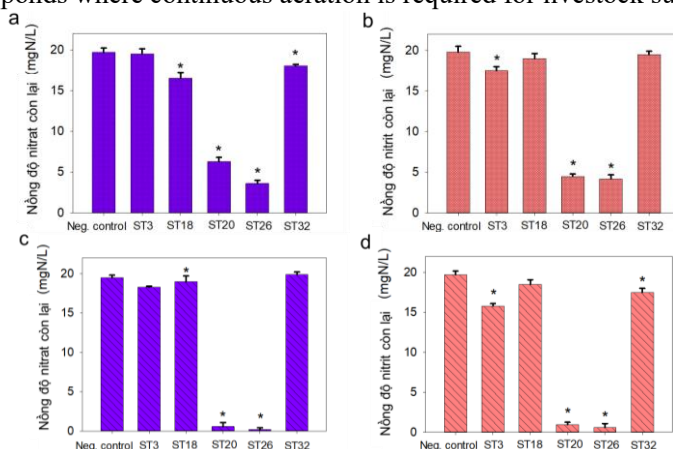 ponds where continuous aeration is required for livestock su
a
Nồng độ nitrat còn lại (mgN/L)
20
15
10
5
0
*
*
*
*
Neg. control ST3 ST18 ST20 ST26 ST32
b
Nồng độ nitrit còn lại (mgN/L)
20
15
10
5
0
*
*
*
Neg. control ST3 ST18 ST20 ST26 ST32
c
Nồng độ nitrat còn lại (mgN/L)
20
15
10
5
0
*
*
*
Neg. control ST3 ST18 ST20 ST26 ST32
d
Nồng độ nitrit còn lại (mgN/L)
20
15
10
5
0
*
*
*
*
Neg. control ST3 ST18 ST20 ST26 ST32